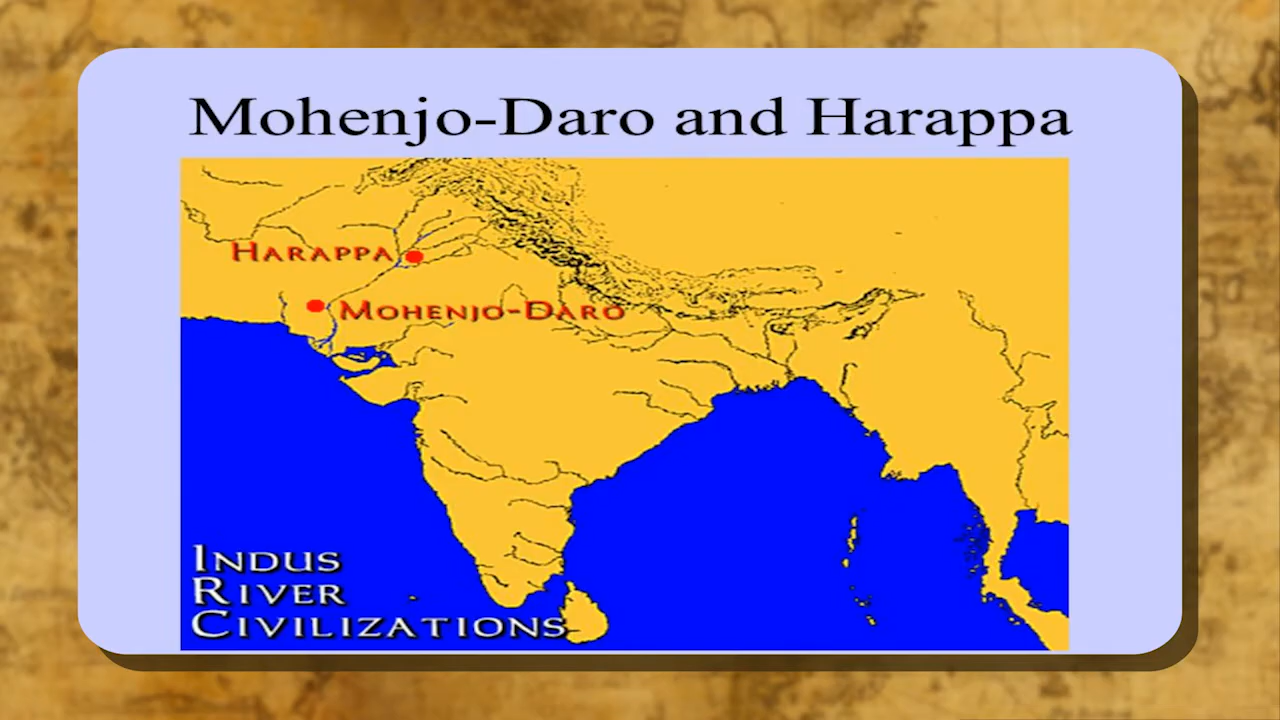 Mohenjo-Daro and Harappa
HARAPPA
MOHENJO-DARO
INDUS
RIVER
CIVILIZATIONS